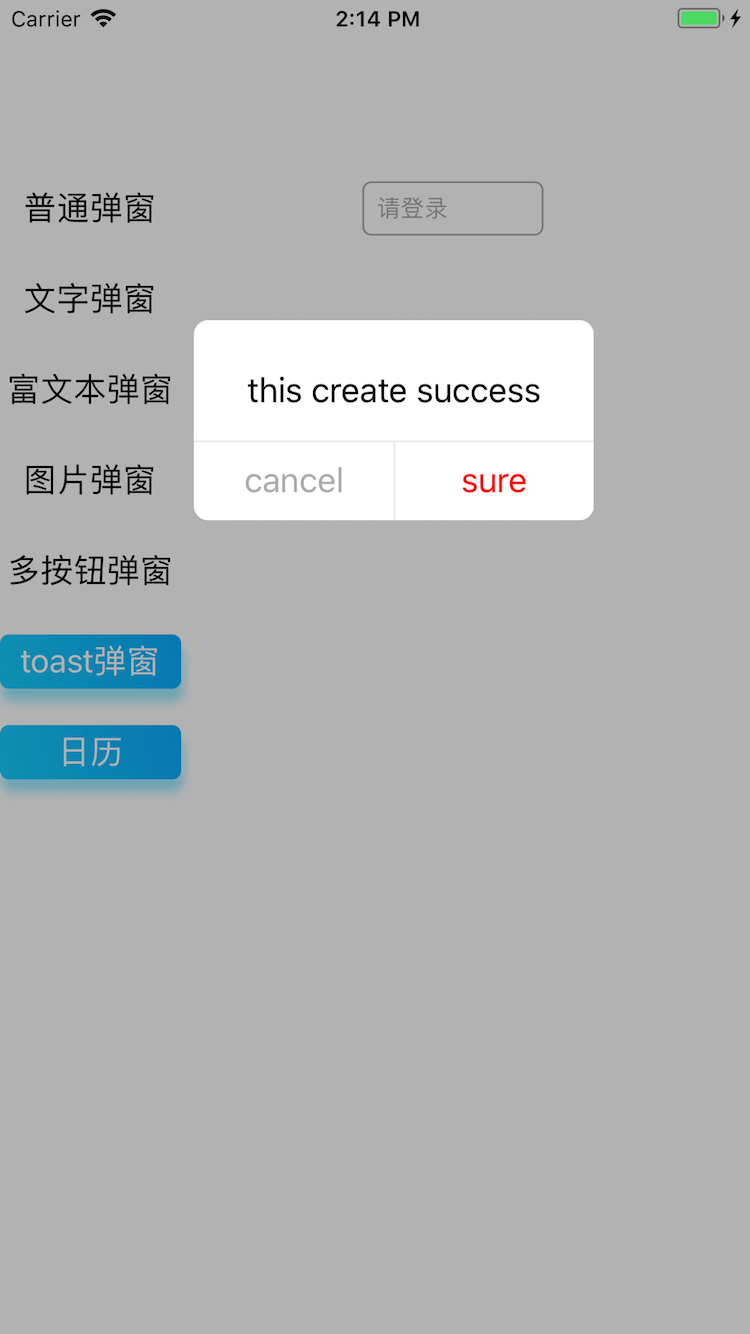 Carrier 2:14 PM
普通弹窗 请登录
文字弹窗
富文本弹窗
this create success
图片弹窗
cancel sure
多按钮弹窗
toast弹窗
日历